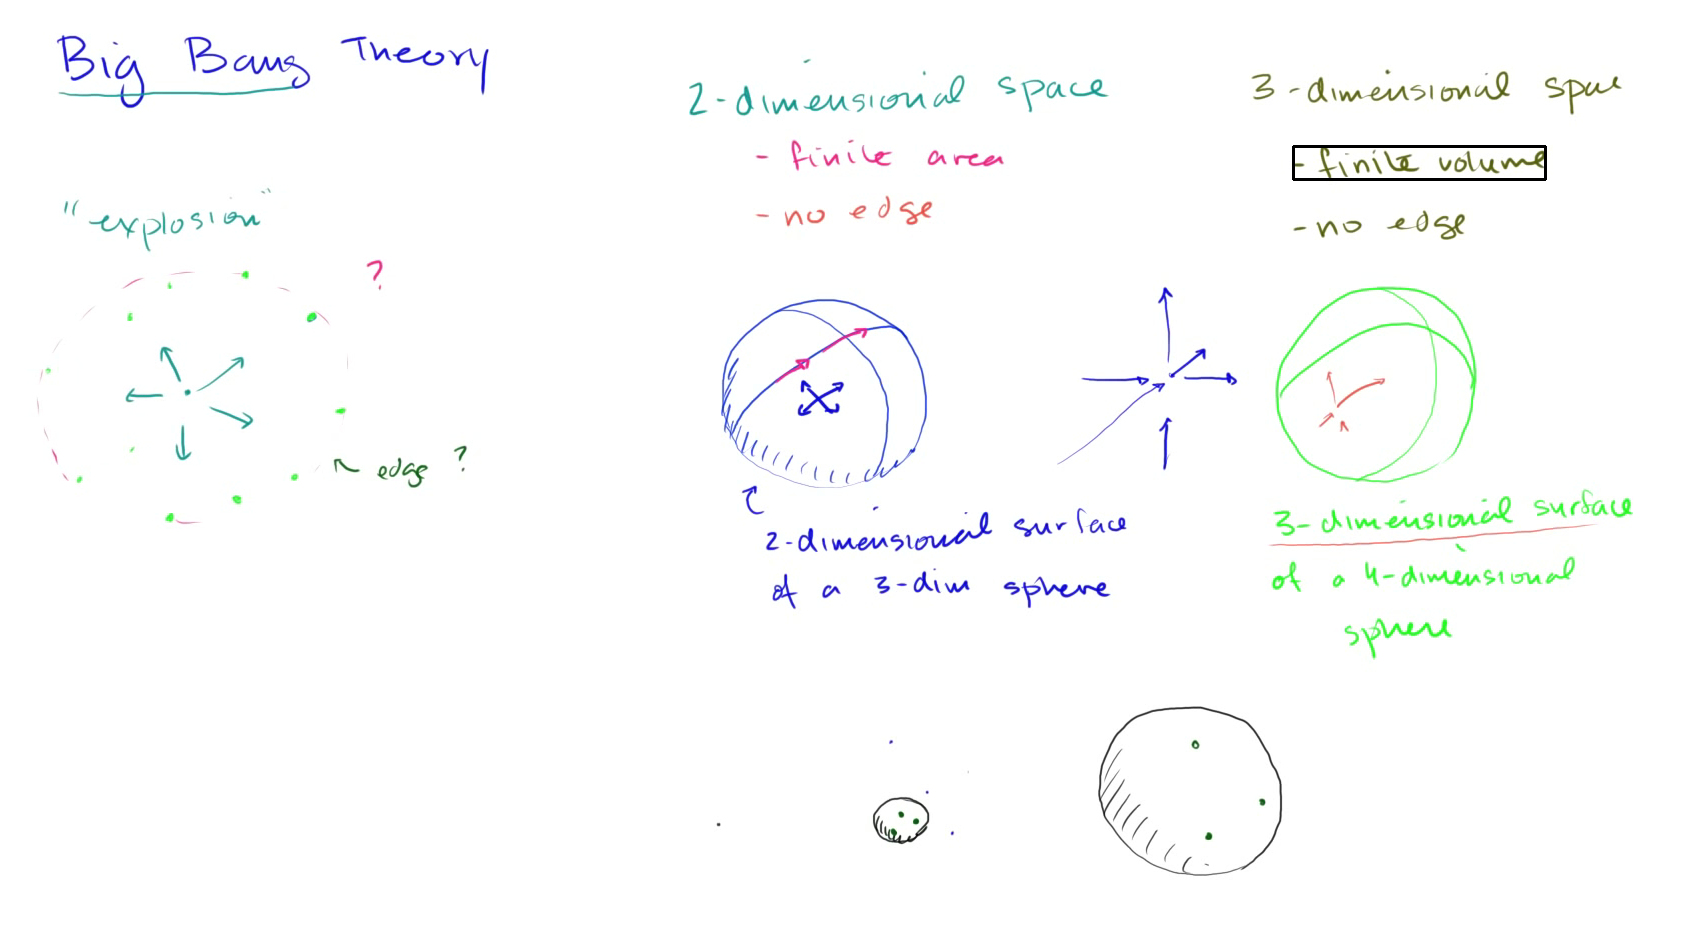 Big Bang Theory
"explosion"
?
edge ?
2-dimensional space
- finite area
- no edge
2-dimensional surface
of a 3-dim sphere
3-dimensional space
- finite volume
- no edge
3-dimensional surface
of a 4-dimensional
sphere